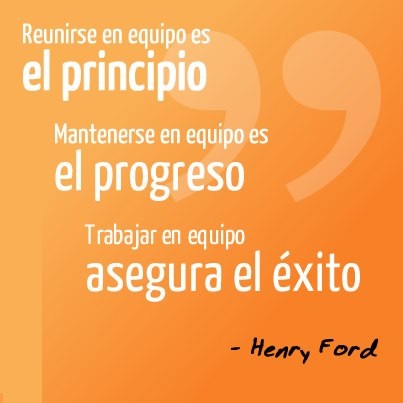 Reunirse en equipo es
el principio
Mantenerse en equipo es
el progreso
Trabajar en equipo
asegura el éxito
- Henry Ford